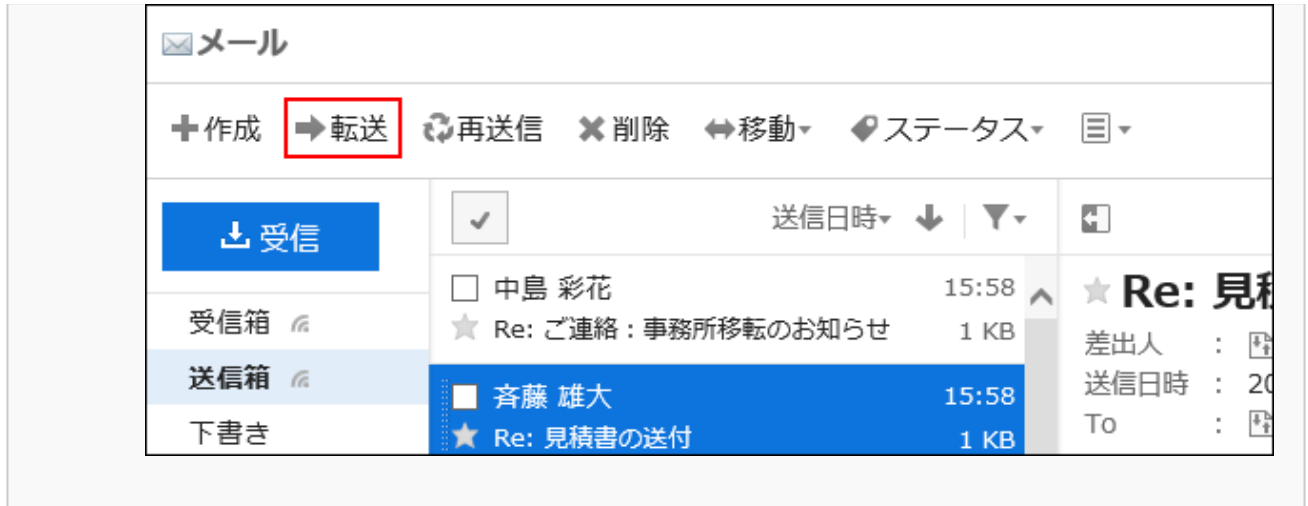 メール
作成 転送 再送信 削除 移動 ステータス
受信
送信日時
受信箱
送信箱
下書き
中島 彩花 15:58
Re: ご連絡：事務所移転のお知らせ 1 KB
斉藤 雄大 15:58
Re: 見積書の送付 1 KB
Re: 見積
差出人 :
送信日時 : 20
To :